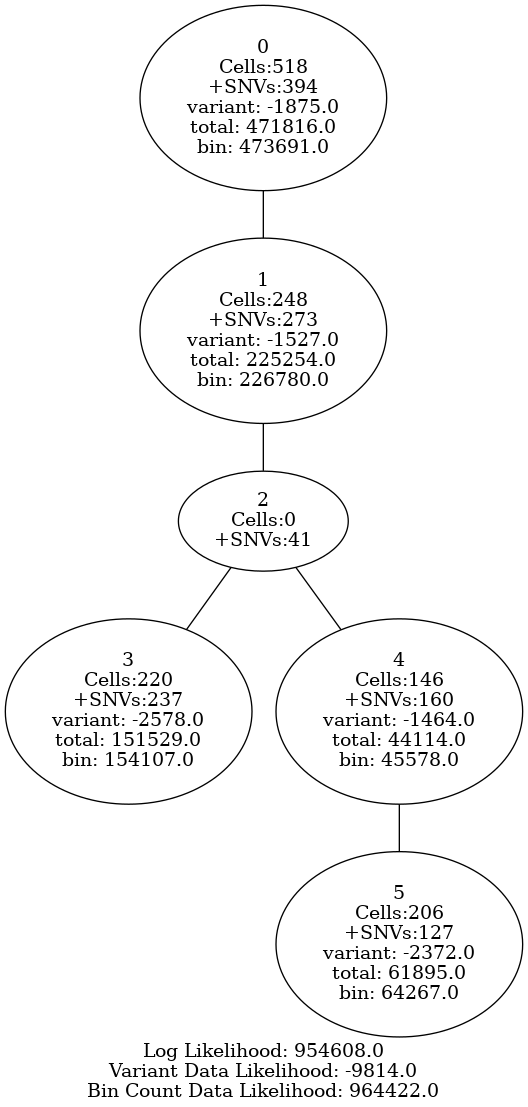 0
Cells:518
+SNVs:394
variant: -1875.0
total: 471816.0
bin: 473691.0
1
Cells:248
+SNVs:273
variant: -1527.0
total: 225254.0
bin: 226780.0
2
Cells:0
+SNVs:41
3
Cells:220
+SNVs:237
variant: -2578.0
total: 151529.0
bin: 154107.0
4
Cells:146
+SNVs:160
variant: -1464.0
total: 44114.0
bin: 45578.0
5
Cells:206
+SNVs:127
variant: -2372.0
total: 61895.0
bin: 64267.0
Log Likelihood: 954608.0
Variant Data Likelihood: -9814.0
Bin Count Data Likelihood: 964422.0